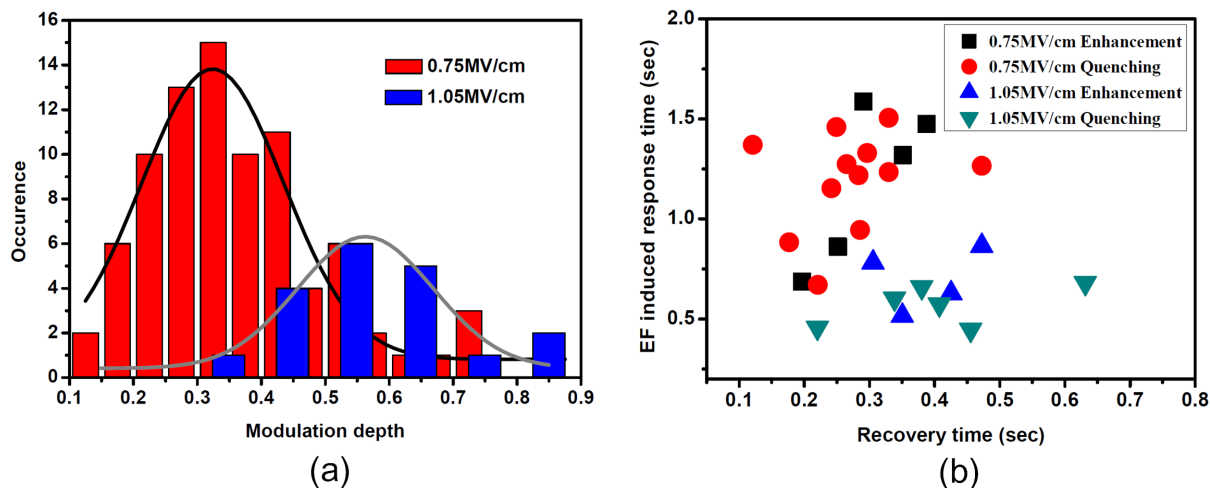 16
14
12
10
8
6
4
2
0
Occurence
0.75MV/cm
1.05MV/cm
0.1 0.2 0.3 0.4 0.5 0.6 0.7 0.8 0.9
Modulation depth
(a)
2.0
1.5
1.0
0.5
EF induced response time (sec)
0.75MV/cm Enhancement
0.75MV/cm Quenching
1.05MV/cm Enhancement
1.05MV/cm Quenching
0.1 0.2 0.3 0.4 0.5 0.6 0.7 0.8
Recovery time (sec)
(b)